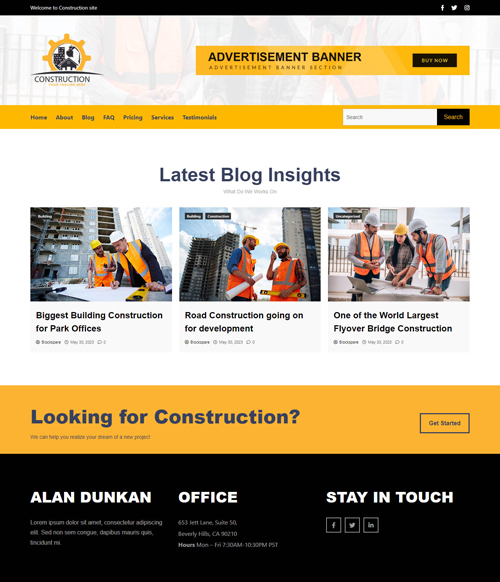 Welcome to Construction site
CONSTRUCTION
ADVERTISEMENT BANNER
ADVERTISEMENT BANNER SECTION
BUY NOW
Home About Blog FAQ Pricing Services Testimonials
Search Search
Latest Blog Insights
What Do We Works On
Building
Building Construction
Uncategorized
Biggest Building Construction
for Park Offices
Bockspare May 30, 2023 0
Road Construction going on
for development
Bockspare May 30, 2023 0
One of the World Largest
Flyover Bridge Construction
Bockspare May 30, 2023 0
Looking for Construction?
We can help you realize your dream of a new project
Get Started
ALAN DUNKAN
Lorem ipsum dolor sit amet, consectetur adipiscing
elit. Sed non sem congue, dapibus mauris quis,
tincidunt mi.
OFFICE
653 Jett Lane, Suite 50,
Beverly Hills, CA 90210
Hours Mon – Fri 7:30AM-10:30PM PST
STAY IN TOUCH